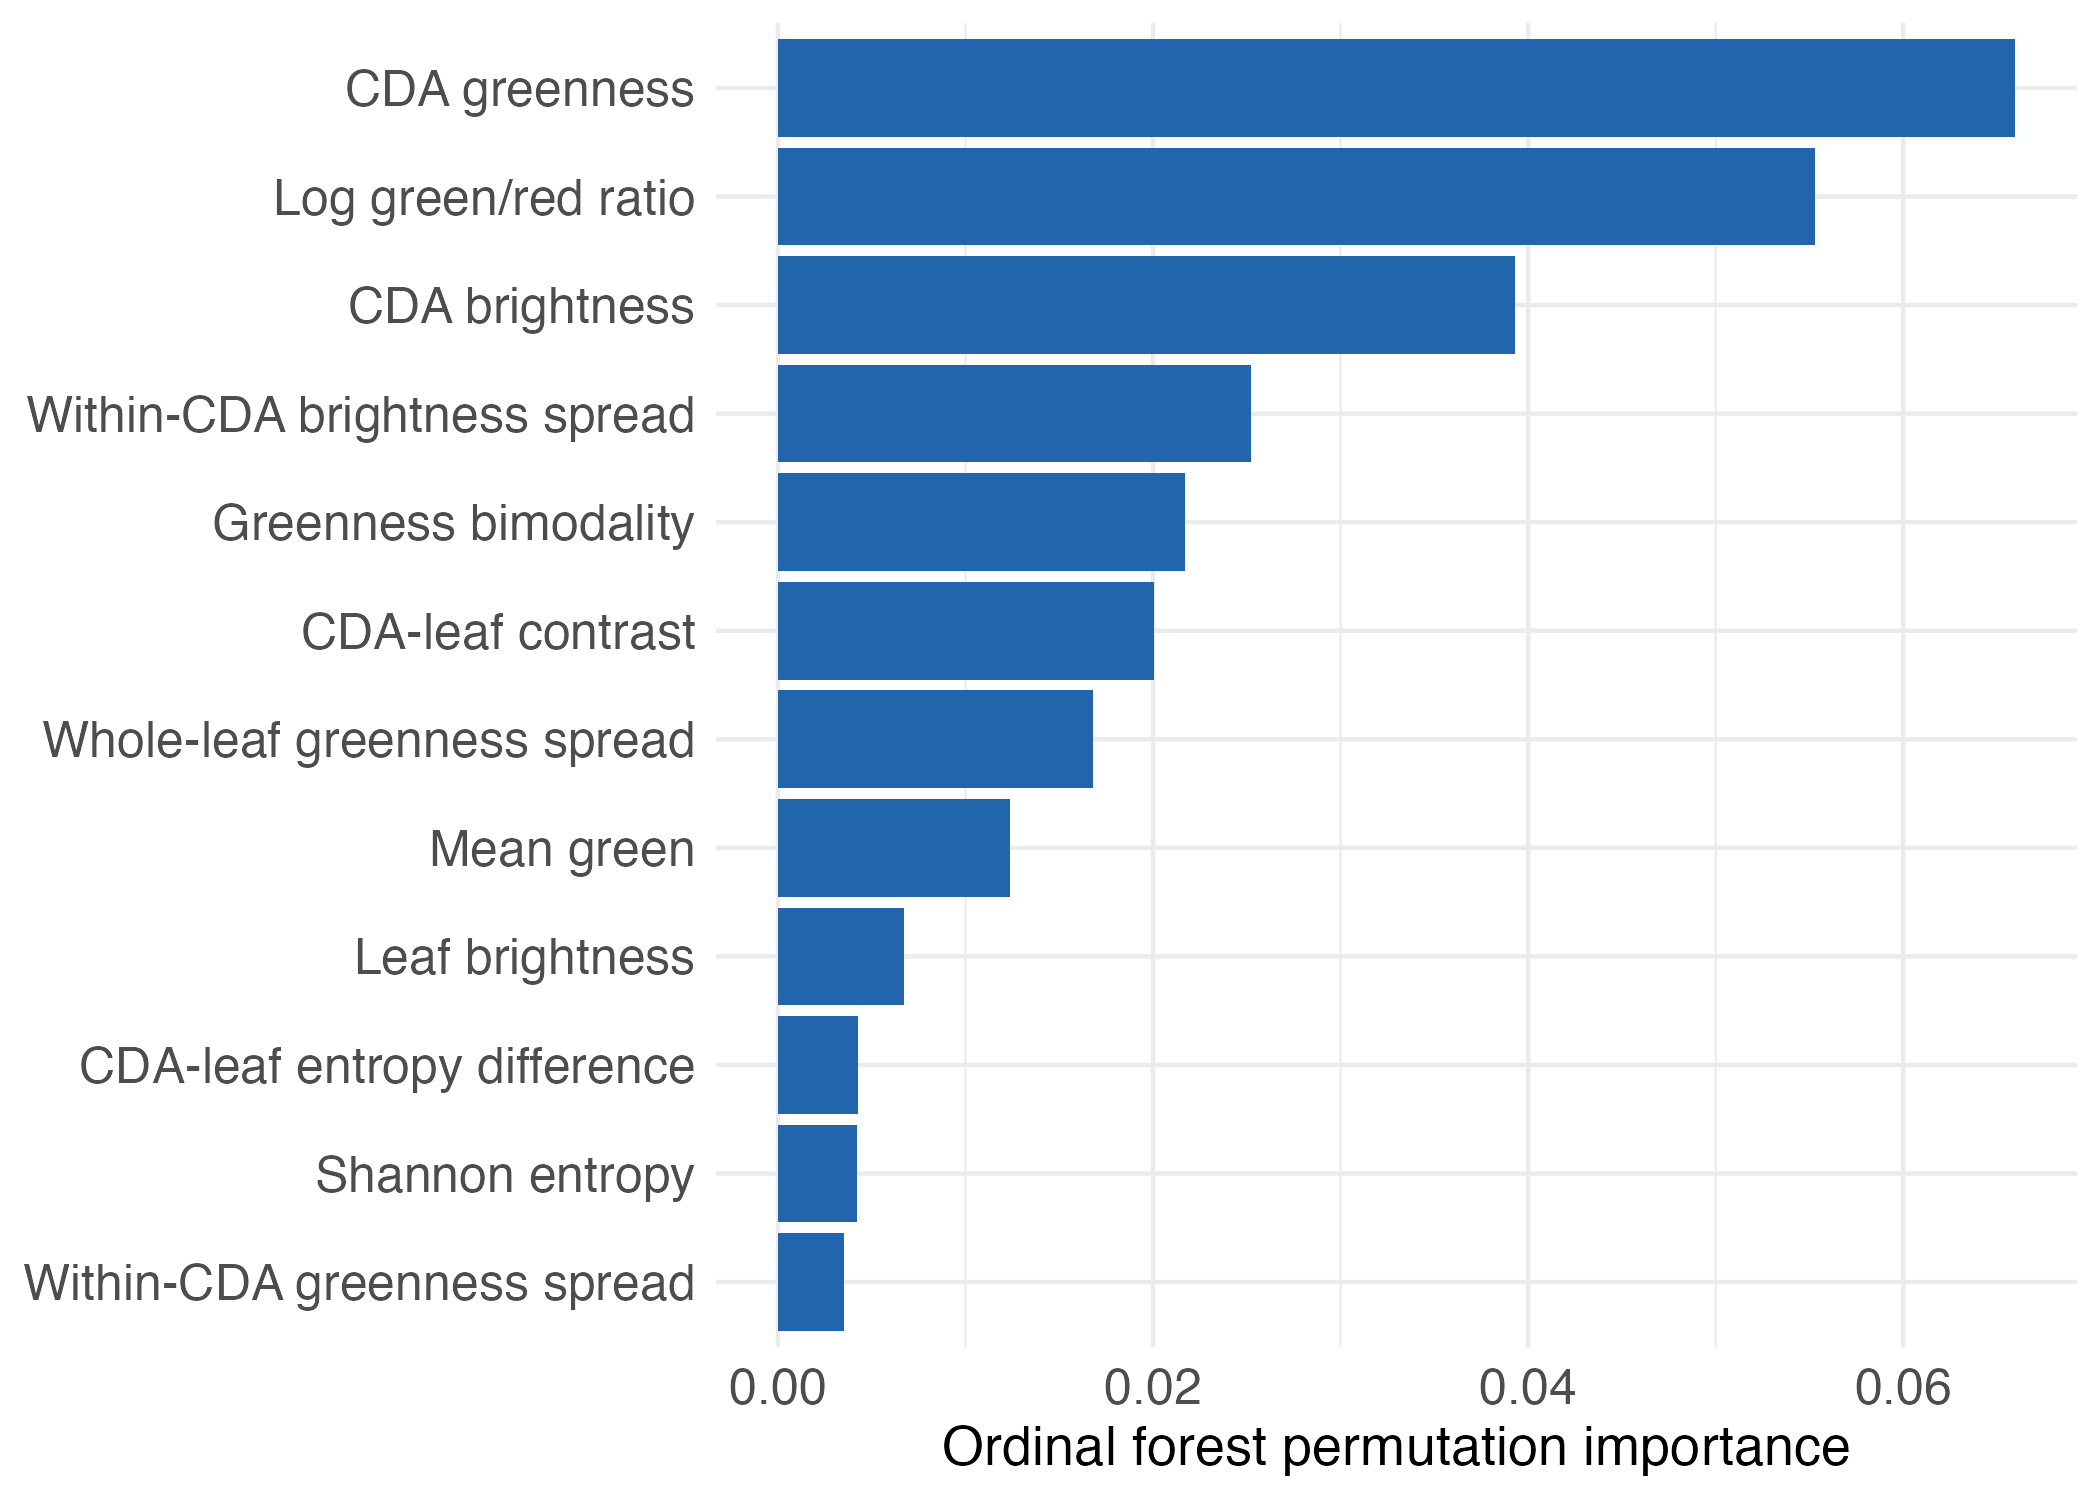 CDA greenness
Log green/red ratio
CDA brightness
Within-CDA brightness spread
Greenness bimodality
CDA-leaf contrast
Whole-leaf greenness spread
Mean green
Leaf brightness
CDA-leaf entropy difference
Shannon entropy
Within-CDA greenness spread
0.00 0.02 0.04 0.06
Ordinal forest permutation importance